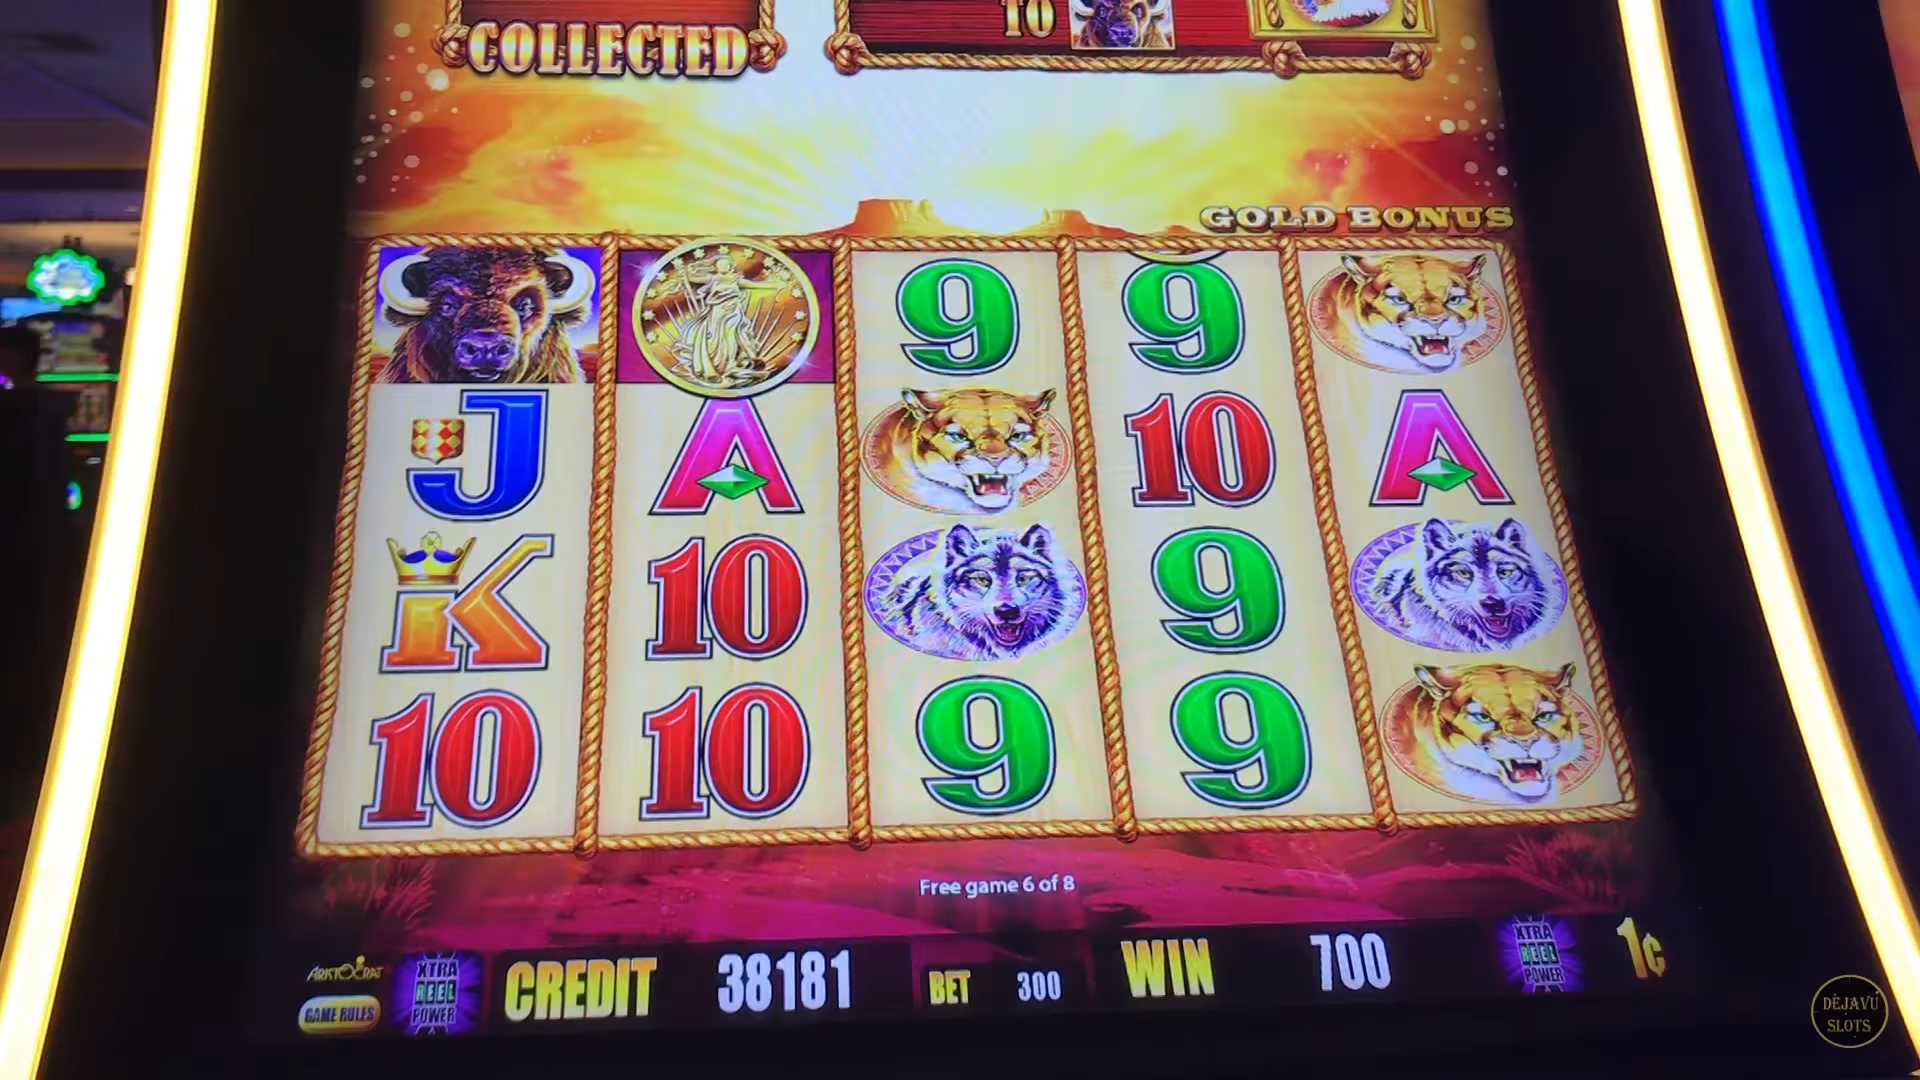 TO
COLLECTED
GOLD BONUS
9 9
J A 10 A
K 10 9
10 10 9 9
Free game 6 of 8
ARISTOCRAT
GAME RULES
XTRA
REEL
POWER
CREDIT 38181 BET 300 WIN 700
XTRA
REEL
POWER
1¢
DEJAVU
SLOTS